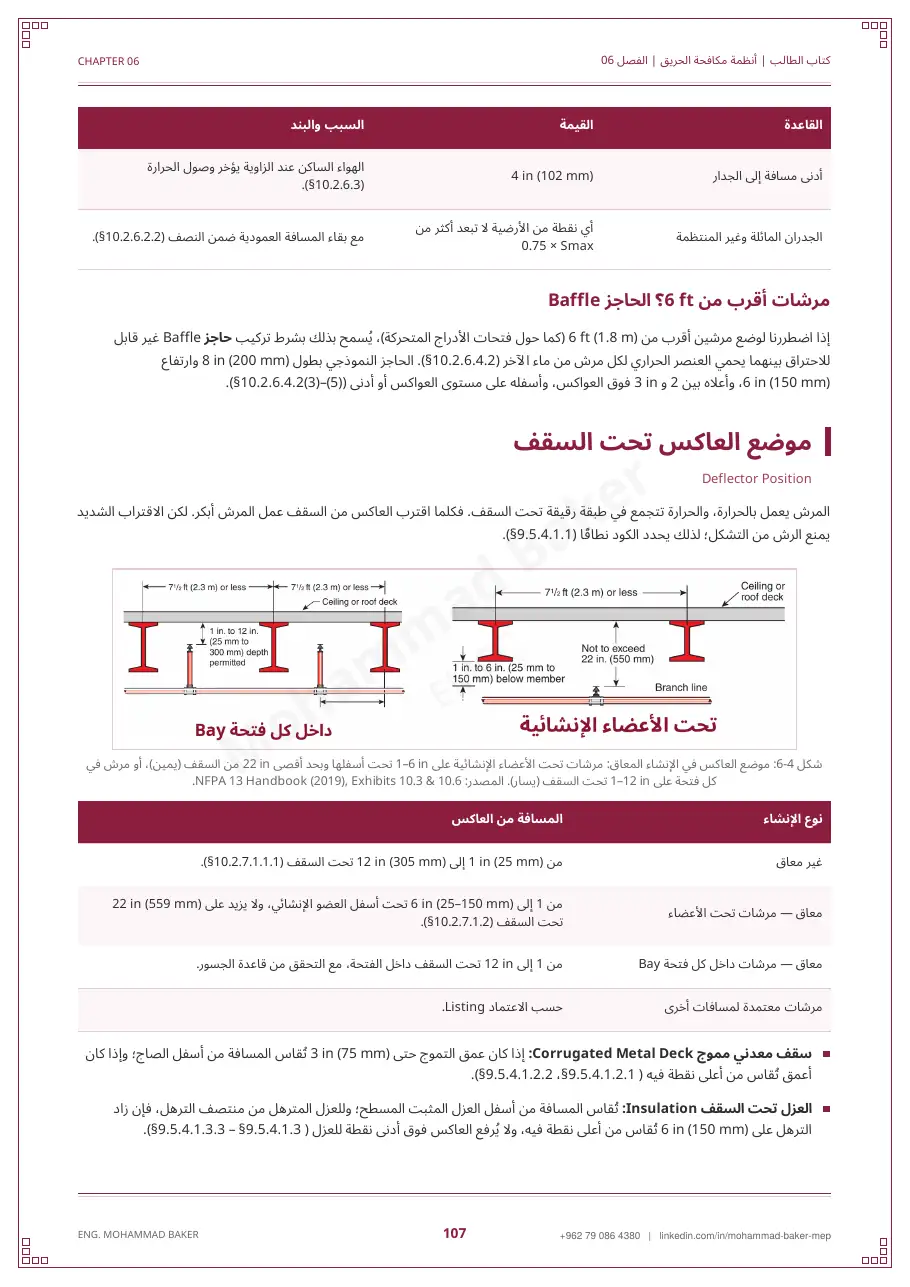 كتاب الطالب | أنظمة مكافحة الحريق | الفصل 06
CHAPTER 06
القاعدة القيمة السبب والبند
أدنى مسافة إلى الجدار 4 in (102 mm) الهواء الساكن عند الزاوية يؤخر وصول الحرارة
(§10.2.6.3).
الجدران المائلة وغير المنتظمة أي نقطة من الأرضية لا تبعد أكثر من
0.75 × Smax مع بقاء المسافة العمودية ضمن النصف (§10.2.6.2.2).
مرشات أقرب من 6 ft؟ الحاجز Baffle
إذا اضطررنا لوضع مرشين أقرب من 6 ft (1.8 m) (كما حول فتحات الأدراج المتحركة)، يُسمح بذلك بشرط تركيب حاجز Baffle غير قابل
للاحتراق بينهما يحمي العنصر الحراري لكل مرش من ماء الآخر (§10.2.6.4.2). الحاجز النموذجي بطول 8 in (200 mm) وارتفاع
6 in (150 mm)، وأعلاه بين 2 و 3 in فوق العواكس، وأسفله على مستوى العواكس أو أدنى (§10.2.6.4.2(3)–(5)).
موضع العاكس تحت السقف
Deflector Position
المرش يعمل بالحرارة، والحرارة تتجمع في طبقة رقيقة تحت السقف. فكلما اقترب العاكس من السقف عمل المرش أبكر. لكن الاقتراب الشديد
يمنع الرش من التشكل؛ لذلك يحدد الكود نطاقًا (§9.5.4.1.1).
7½ ft (2.3 m) or less
7½ ft (2.3 m) or less
Ceiling or roof deck
1 in. to 12 in.
(25 mm to
300 mm) depth
permitted
داخل كل فتحة Bay
7½ ft (2.3 m) or less
Ceiling or
roof deck
Not to exceed
22 in. (550 mm)
1 in. to 6 in. (25 mm to
150 mm) below member
Branch line
تحت الأعضاء الإنشائية
Mohammad Baker
شكل 4-6: موضع العاكس في الإنشاء المعاق: مرشات تحت الأعضاء الإنشائية على 1–6 in تحت أسفلها وبحد أقصى 22 in من السقف (يمين)، أو مرش في
كل فتحة على 1–12 in تحت السقف (يسار). المصدر: NFPA 13 Handbook (2019), Exhibits 10.3 & 10.6.
نوع الإنشاء المسافة من العاكس
غير معاق من 1 in (25 mm) إلى 12 in (305 mm) تحت السقف (§10.2.7.1.1.1).
معاق — مرشات تحت الأعضاء من 1 إلى 6 in (25–150 mm) تحت أسفل العضو الإنشائي، ولا يزيد على 22 in (559 mm)
تحت السقف (§10.2.7.1.2).
معاق — مرشات داخل كل فتحة Bay من 1 إلى 12 in تحت السقف داخل الفتحة، مع التحقق من قاعدة الجسور.
مرشات معتمدة لمسافات أخرى حسب الاعتماد Listing.
سقف معدني مموج Corrugated Metal Deck: إذا كان عمق التموج حتى 3 in (75 mm) تُقاس المسافة من أسفل الصاج؛ وإذا كان
أعمق تُقاس من أعلى نقطة فيه ( §9.5.4.1.2.1، §9.5.4.1.2.2).
العزل تحت السقف Insulation: تُقاس المسافة من أسفل العزل المثبت المسطح؛ وللعزل المترهل من منتصف الترهل، فإن زاد
الترهل على 6 in (150 mm) تُقاس من أعلى نقطة فيه، ولا يُرفع العاكس فوق أدنى نقطة للعزل ( §9.5.4.1.3 – §9.5.4.1.3.3).
ENG. MOHAMMAD BAKER
107
+962 79 086 4380 | linkedin.com/in/mohammad-baker-mep